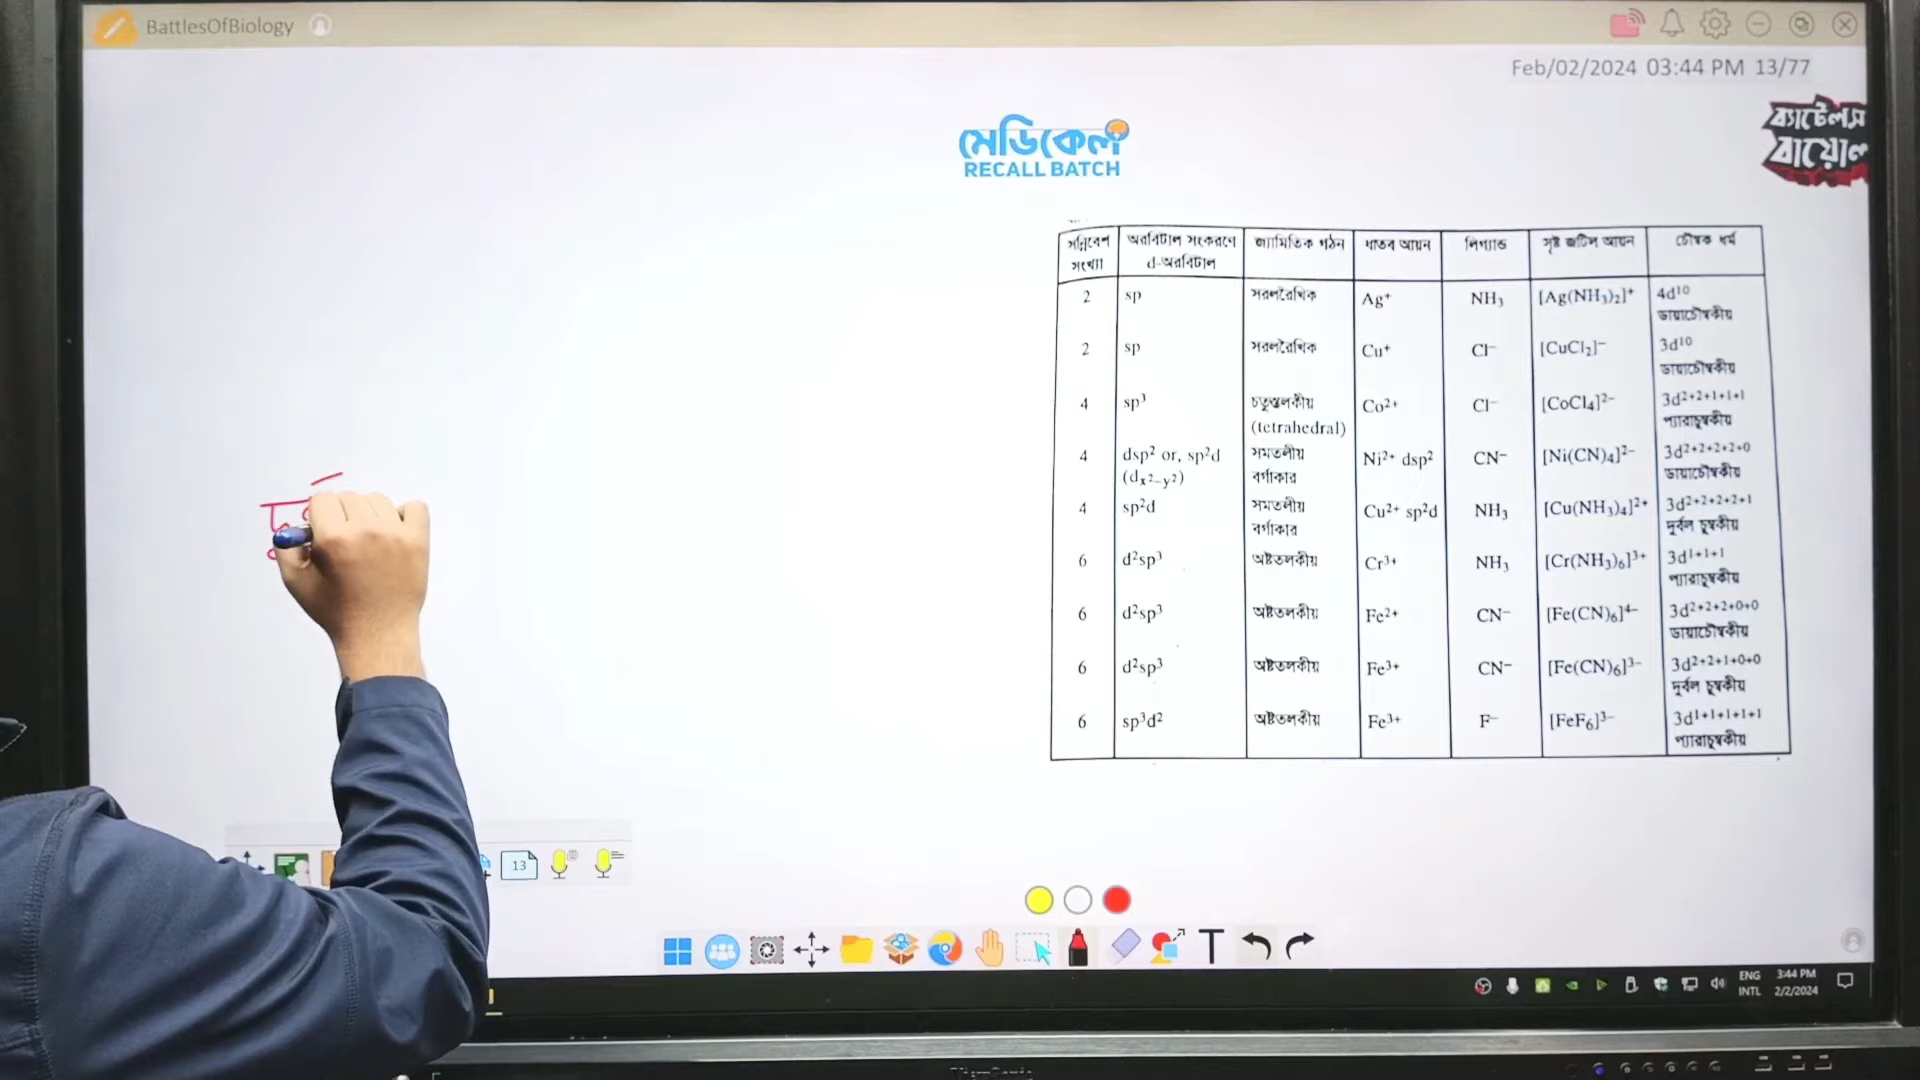 BattlesOfBiology
Feb/02/2024 03:44 PM 13/77
মেডিকেল
RECALL BATCH
ব্যাটেলস
সন্নিবেশ সংখ্যা অরবিটাল সংকরণে d-অরবিটাল জ্যামিতিক গঠন ধাতব আয়ন লিগ্যান্ড সৃষ্ট জটিল আয়ন চৌম্বক ধর্ম
2 sp সরলরৈখিক Ag⁺ NH₃ [Ag(NH₃)₂]⁺ 4d¹⁰
ডায়াচৌম্বকীয়
2 sp সরলরৈখিক Cu⁺ Cl⁻ [CuCl₂]⁻ 3d¹⁰
ডায়াচৌম্বকীয়
4 sp³ চতুস্তলকীয় Co²⁺ Cl⁻ [CoCl₄]²⁻ 3d²⁺²⁺¹⁺¹⁺¹
(tetrahedral) প্যারাচুম্বকীয়
4 dsp² or, sp²d সমতলীয় Ni²⁺ dsp² CN⁻ [Ni(CN)₄]²⁻ 3d²⁺²⁺²⁺²⁺⁰
(dₓ²₋ᵧ²) বর্গাকার ডায়াচৌম্বকীয়
4 sp²d সমতলীয় Cu²⁺ sp²d NH₃ [Cu(NH₃)₄]²⁺ 3d²⁺²⁺²⁺²⁺¹
বর্গাকার দুর্বল চুম্বকীয়
6 d²sp³ অষ্টতলকীয় Cr³⁺ NH₃ [Cr(NH₃)₆]³⁺ 3d¹⁺¹⁺¹
প্যারাচুম্বকীয়
6 d²sp³ অষ্টতলকীয় Fe²⁺ CN⁻ [Fe(CN)₆]⁴⁻ 3d²⁺²⁺²⁺⁰⁺⁰
ডায়াচৌম্বকীয়
6 d²sp³ অষ্টতলকীয় Fe³⁺ CN⁻ [Fe(CN)₆]³⁻ 3d²⁺²⁺¹⁺⁰⁺⁰
দুর্বল চুম্বকীয়
6 sp³d² অষ্টতলকীয় Fe³⁺ F⁻ [FeF₆]³⁻ 3d¹⁺¹⁺¹⁺¹⁺¹
প্যারাচুম্বকীয়
13
T
ENG 3:44 PM
INTL 2/2/2024